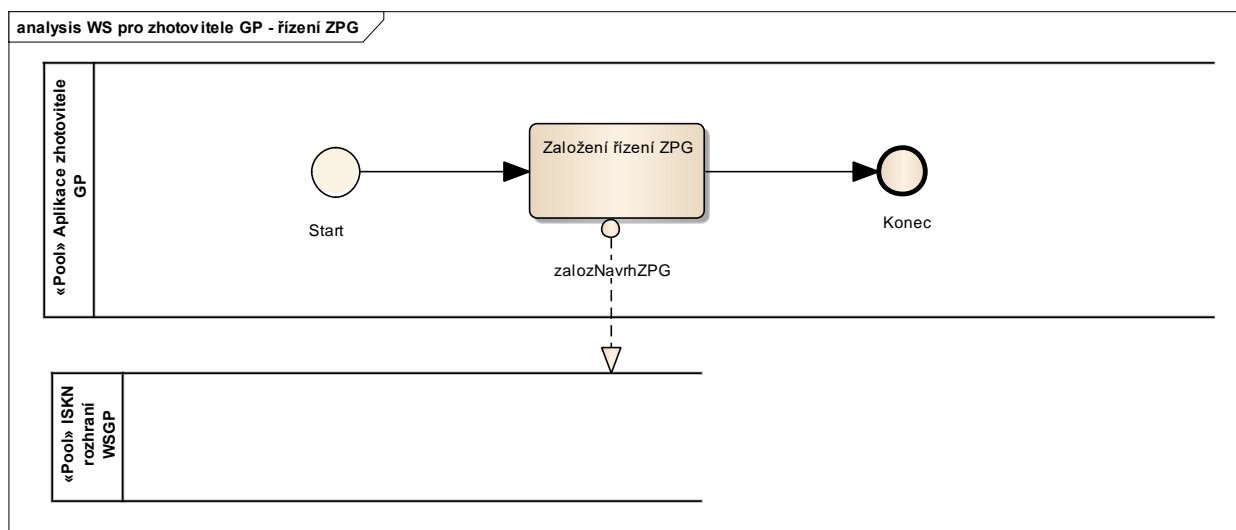 analysis WS pro zhotovitele GP - řízení ZPG
«Pool» Aplikace zhotovitele
GP
Založení řízení ZPG
Start
Konec
zalozNavrhZPG
«Pool» ISKN
rozhraní
WSGP